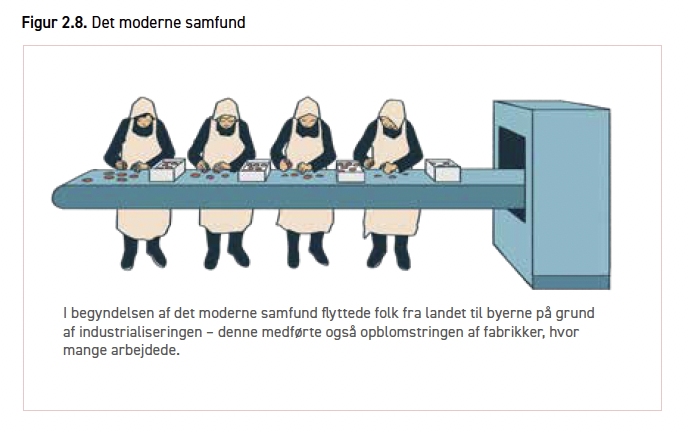 Figur 2.8. Det moderne samfund
I begyndelsen af det moderne samfund flyttede folk fra landet til byerne på grund
af industrialiseringen – denne medførte også opblomstringen af fabrikker, hvor
mange arbejdede.